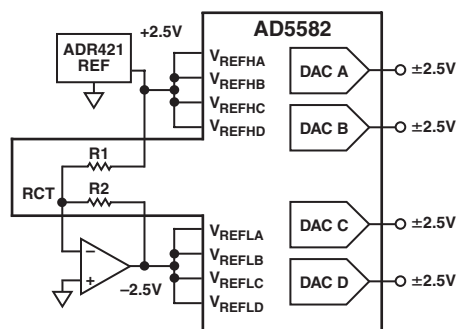 AD5582
+2.5V
ADR421
REF
VREFHA
VREFHB
VREFHC
VREFHD
DAC A
±2.5V
DAC B
±2.5V
R1
RCT
R2
VREFLA
VREFLB
VREFLC
VREFLD
–
+
–2.5V
DAC C
±2.5V
DAC D
±2.5V